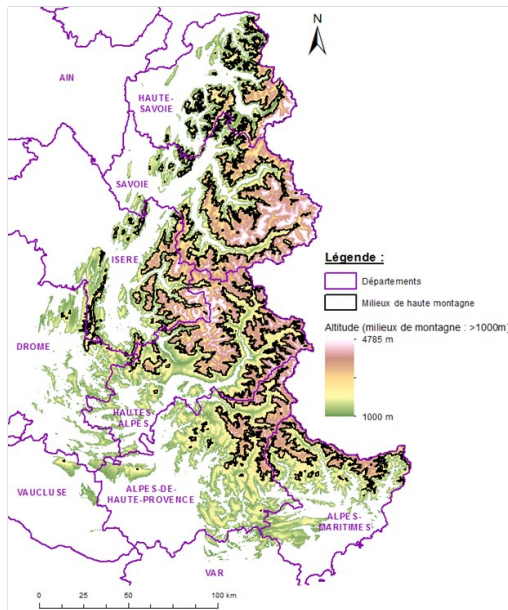 N
AIN
HAUTE-
SAVOIE
SAVOIE
ISERE
Légende :
Départements
Milieux de haute montagne
Altitude (milieux de montagne : >1000m)
4785 m
1000 m
DROME
HAUTES-
ALPES
VAUCLUSE
ALPES-DE-
HAUTE-PROVENCE
ALPES-
MARITIMES
VAR
0 25 50 100 km